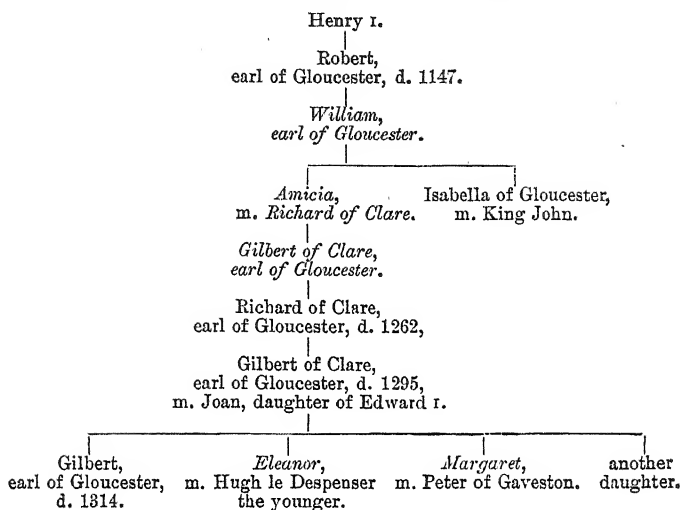 Henry I.
Robert,
earl of Gloucester, d. 1147.
William,
earl of Gloucester.
Amicia,
m. Richard of Clare.
Isabella of Gloucester,
m. King John.
Gilbert of Clare,
earl of Gloucester.
Richard of Clare,
earl of Gloucester, d. 1262,
Gilbert of Clare,
earl of Gloucester, d. 1295,
m. Joan, daughter of Edward I.
Gilbert,
earl of Gloucester,
d. 1314.
Eleanor,
m. Hugh le Despenser
the younger.
Margaret,
m. Peter of Gaveston.
another
daughter.